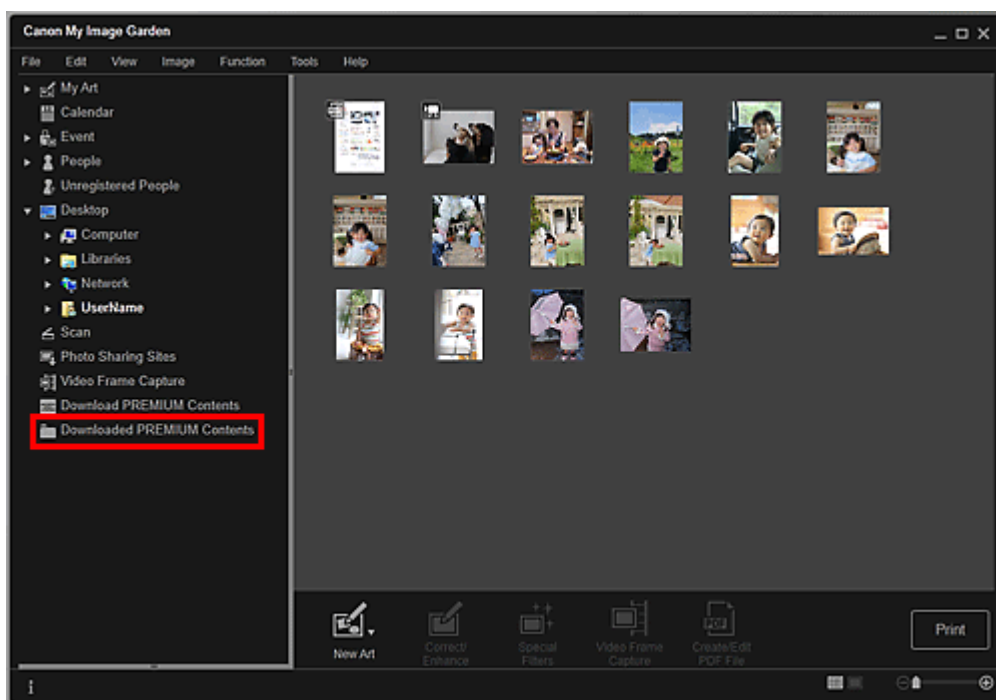 Canon My Image Garden
File Edit View Image Function Tools Help
My Art
Calendar
Event
People
Unregistered People
Desktop
Computer
Libraries
Network
UserName
Scan
Photo Sharing Sites
Video Frame Capture
Download PREMIUM Contents
Downloaded PREMIUM Contents
New Art
Correct/
Enhance
Special
Filters
Video Frame
Capture
PDF
Create/Edit
PDF File
Print